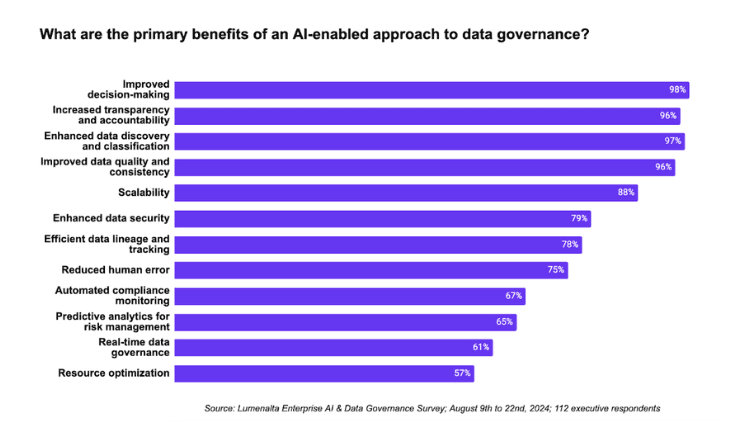 What are the primary benefits of an AI-enabled approach to data governance?
Improved
decision-making
98%
Increased transparency
and accountability
96%
Enhanced data discovery
and classification
97%
Improved data quality and
consistency
96%
Scalability
88%
Enhanced data security
79%
Efficient data lineage and
tracking
78%
Reduced human error
75%
Automated compliance
monitoring
67%
Predictive analytics for
risk management
65%
Real-time data
governance
61%
Resource optimization
57%
Source: Lumenalta Enterprise AI & Data Governance Survey; August 9th to 22nd, 2024; 112 executive respondents